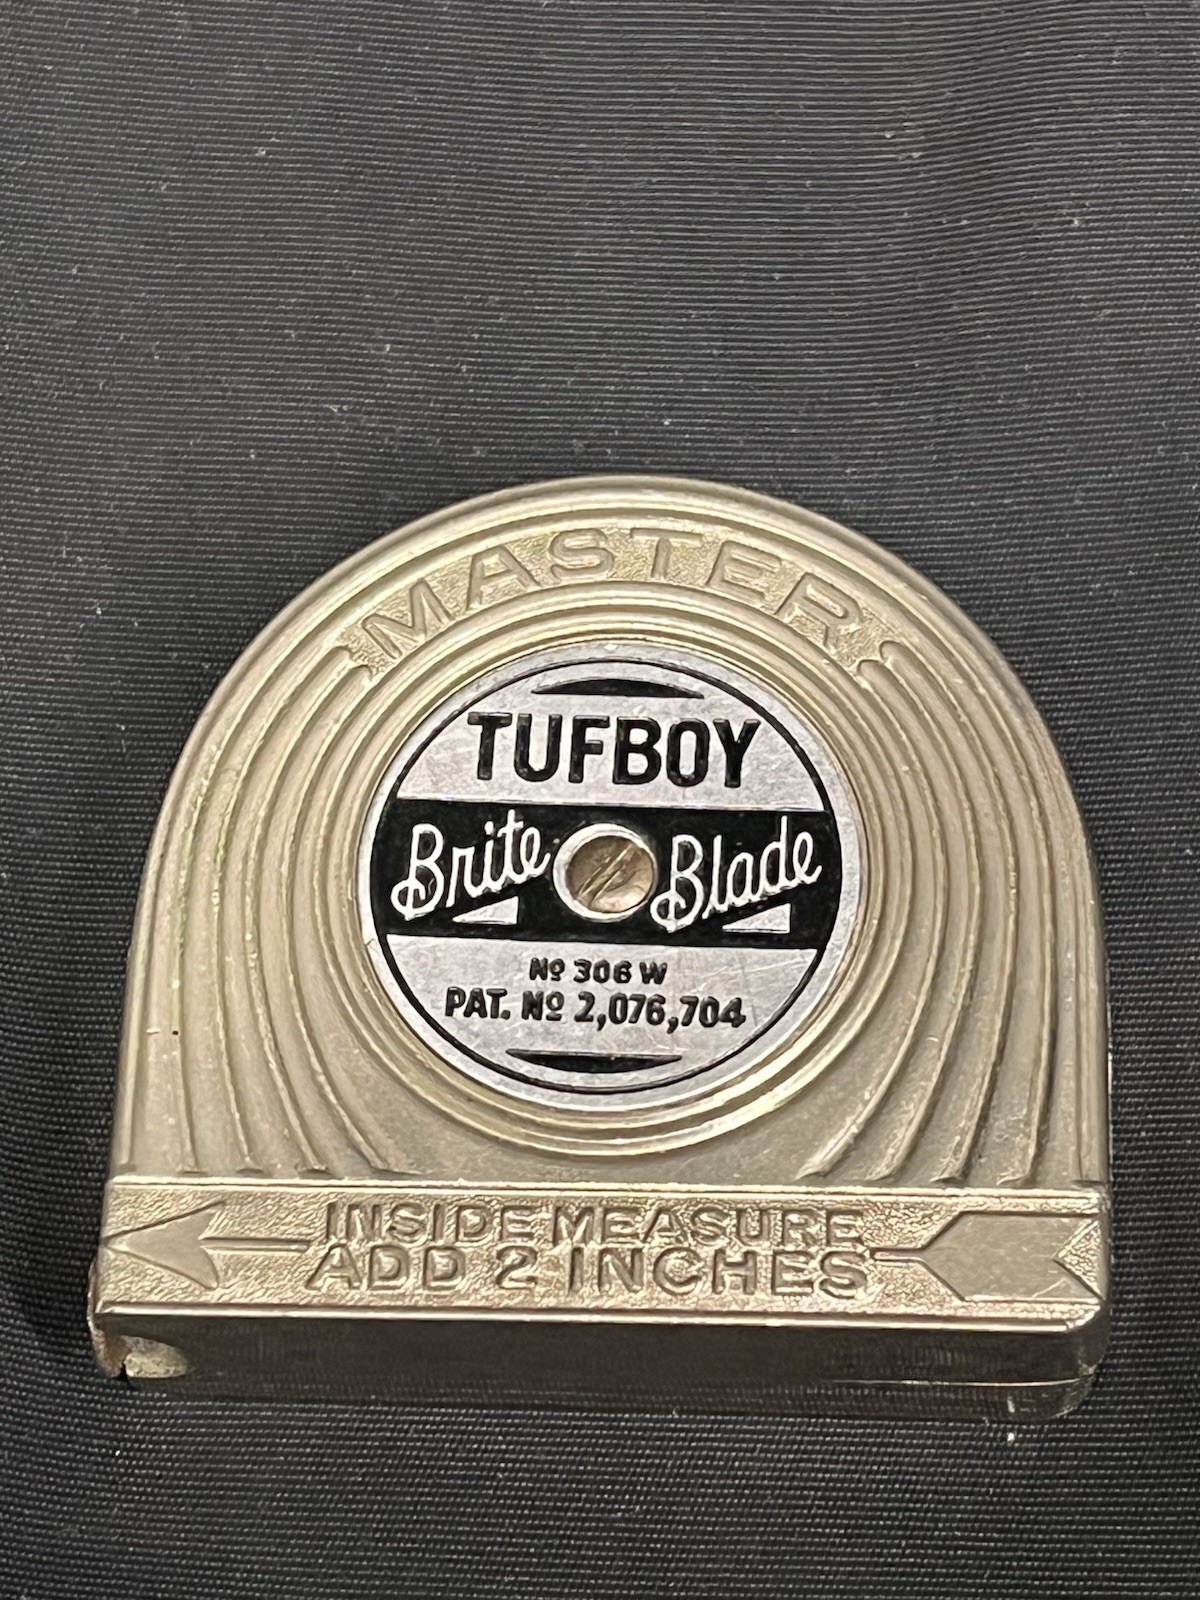 MASTER
TUFBOY
Brite Blade
Nº 306 W
PAT. Nº 2,076,704
INSIDE MEASURE
ADD 2 INCHES